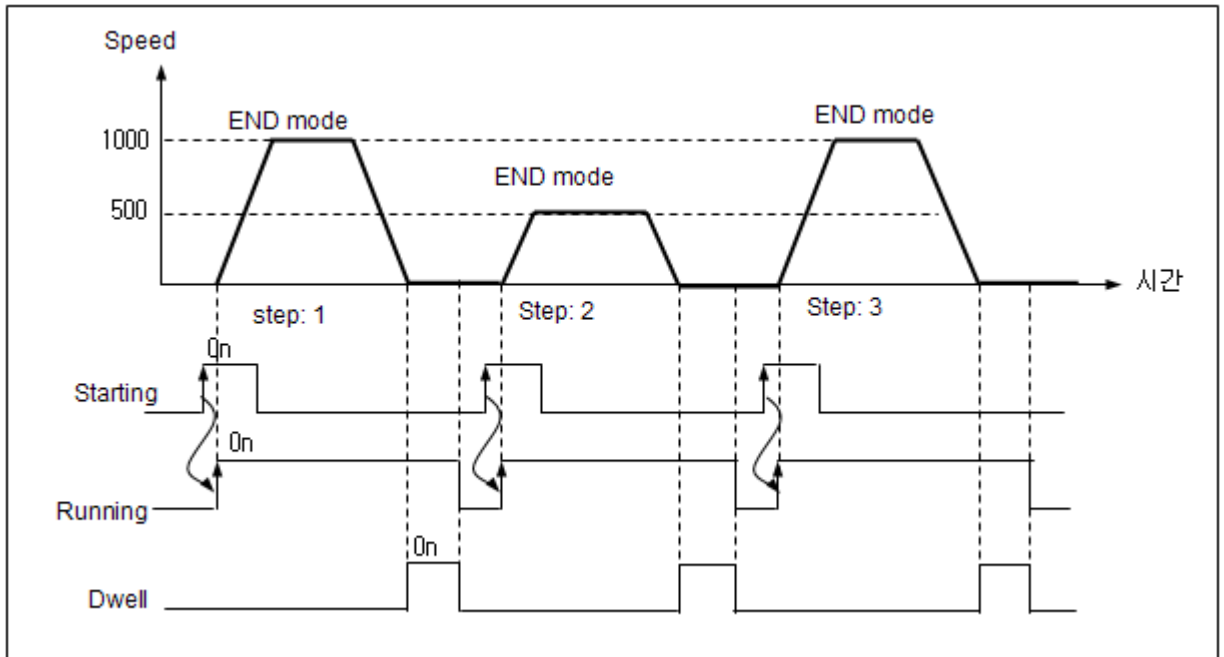 Speed
END mode
END mode
1000
END mode
500
시간
step: 1
Step: 2
Step: 3
On
Starting
On
Running
On
Dwell